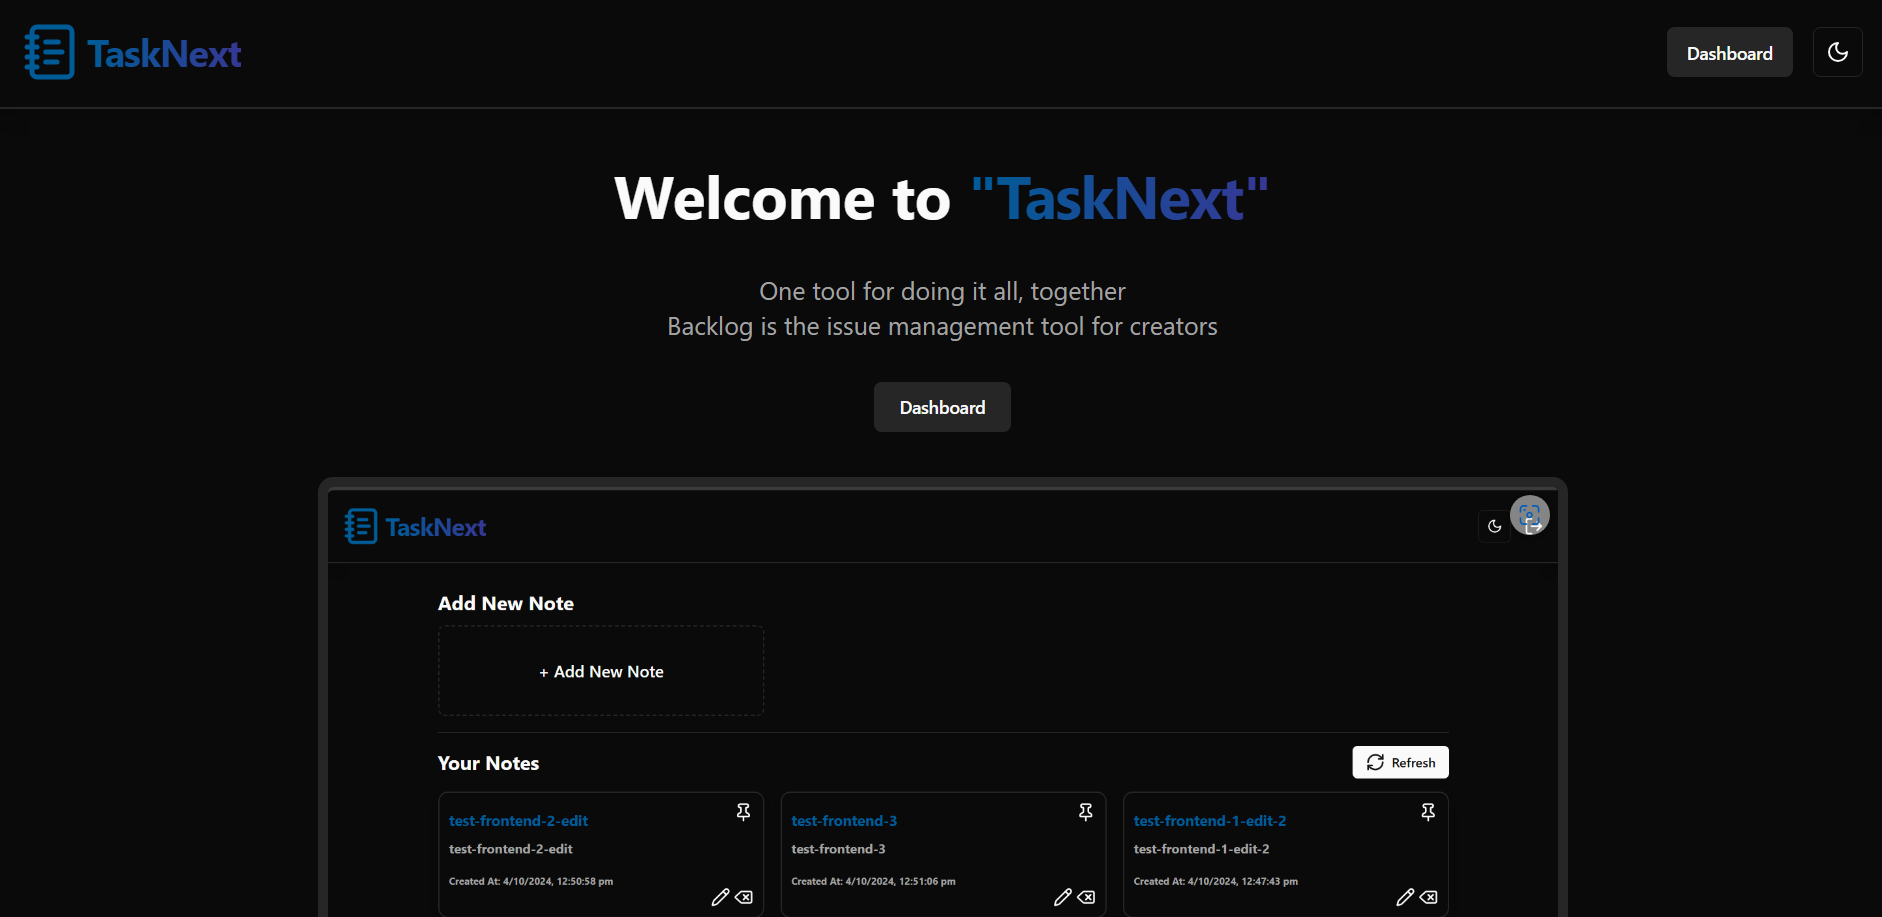 TaskNext
Dashboard
Welcome to "TaskNext"
One tool for doing it all, together
Backlog is the issue management tool for creators
Dashboard
TaskNext
Add New Note
+ Add New Note
Your Notes
Refresh
test-frontend-2-edit
test-frontend-2-edit
Created At: 4/10/2024, 12:50:58 pm
test-frontend-3
test-frontend-3
Created At: 4/10/2024, 12:51:06 pm
test-frontend-1-edit-2
test-frontend-1-edit-2
Created At: 4/10/2024, 12:47:43 pm